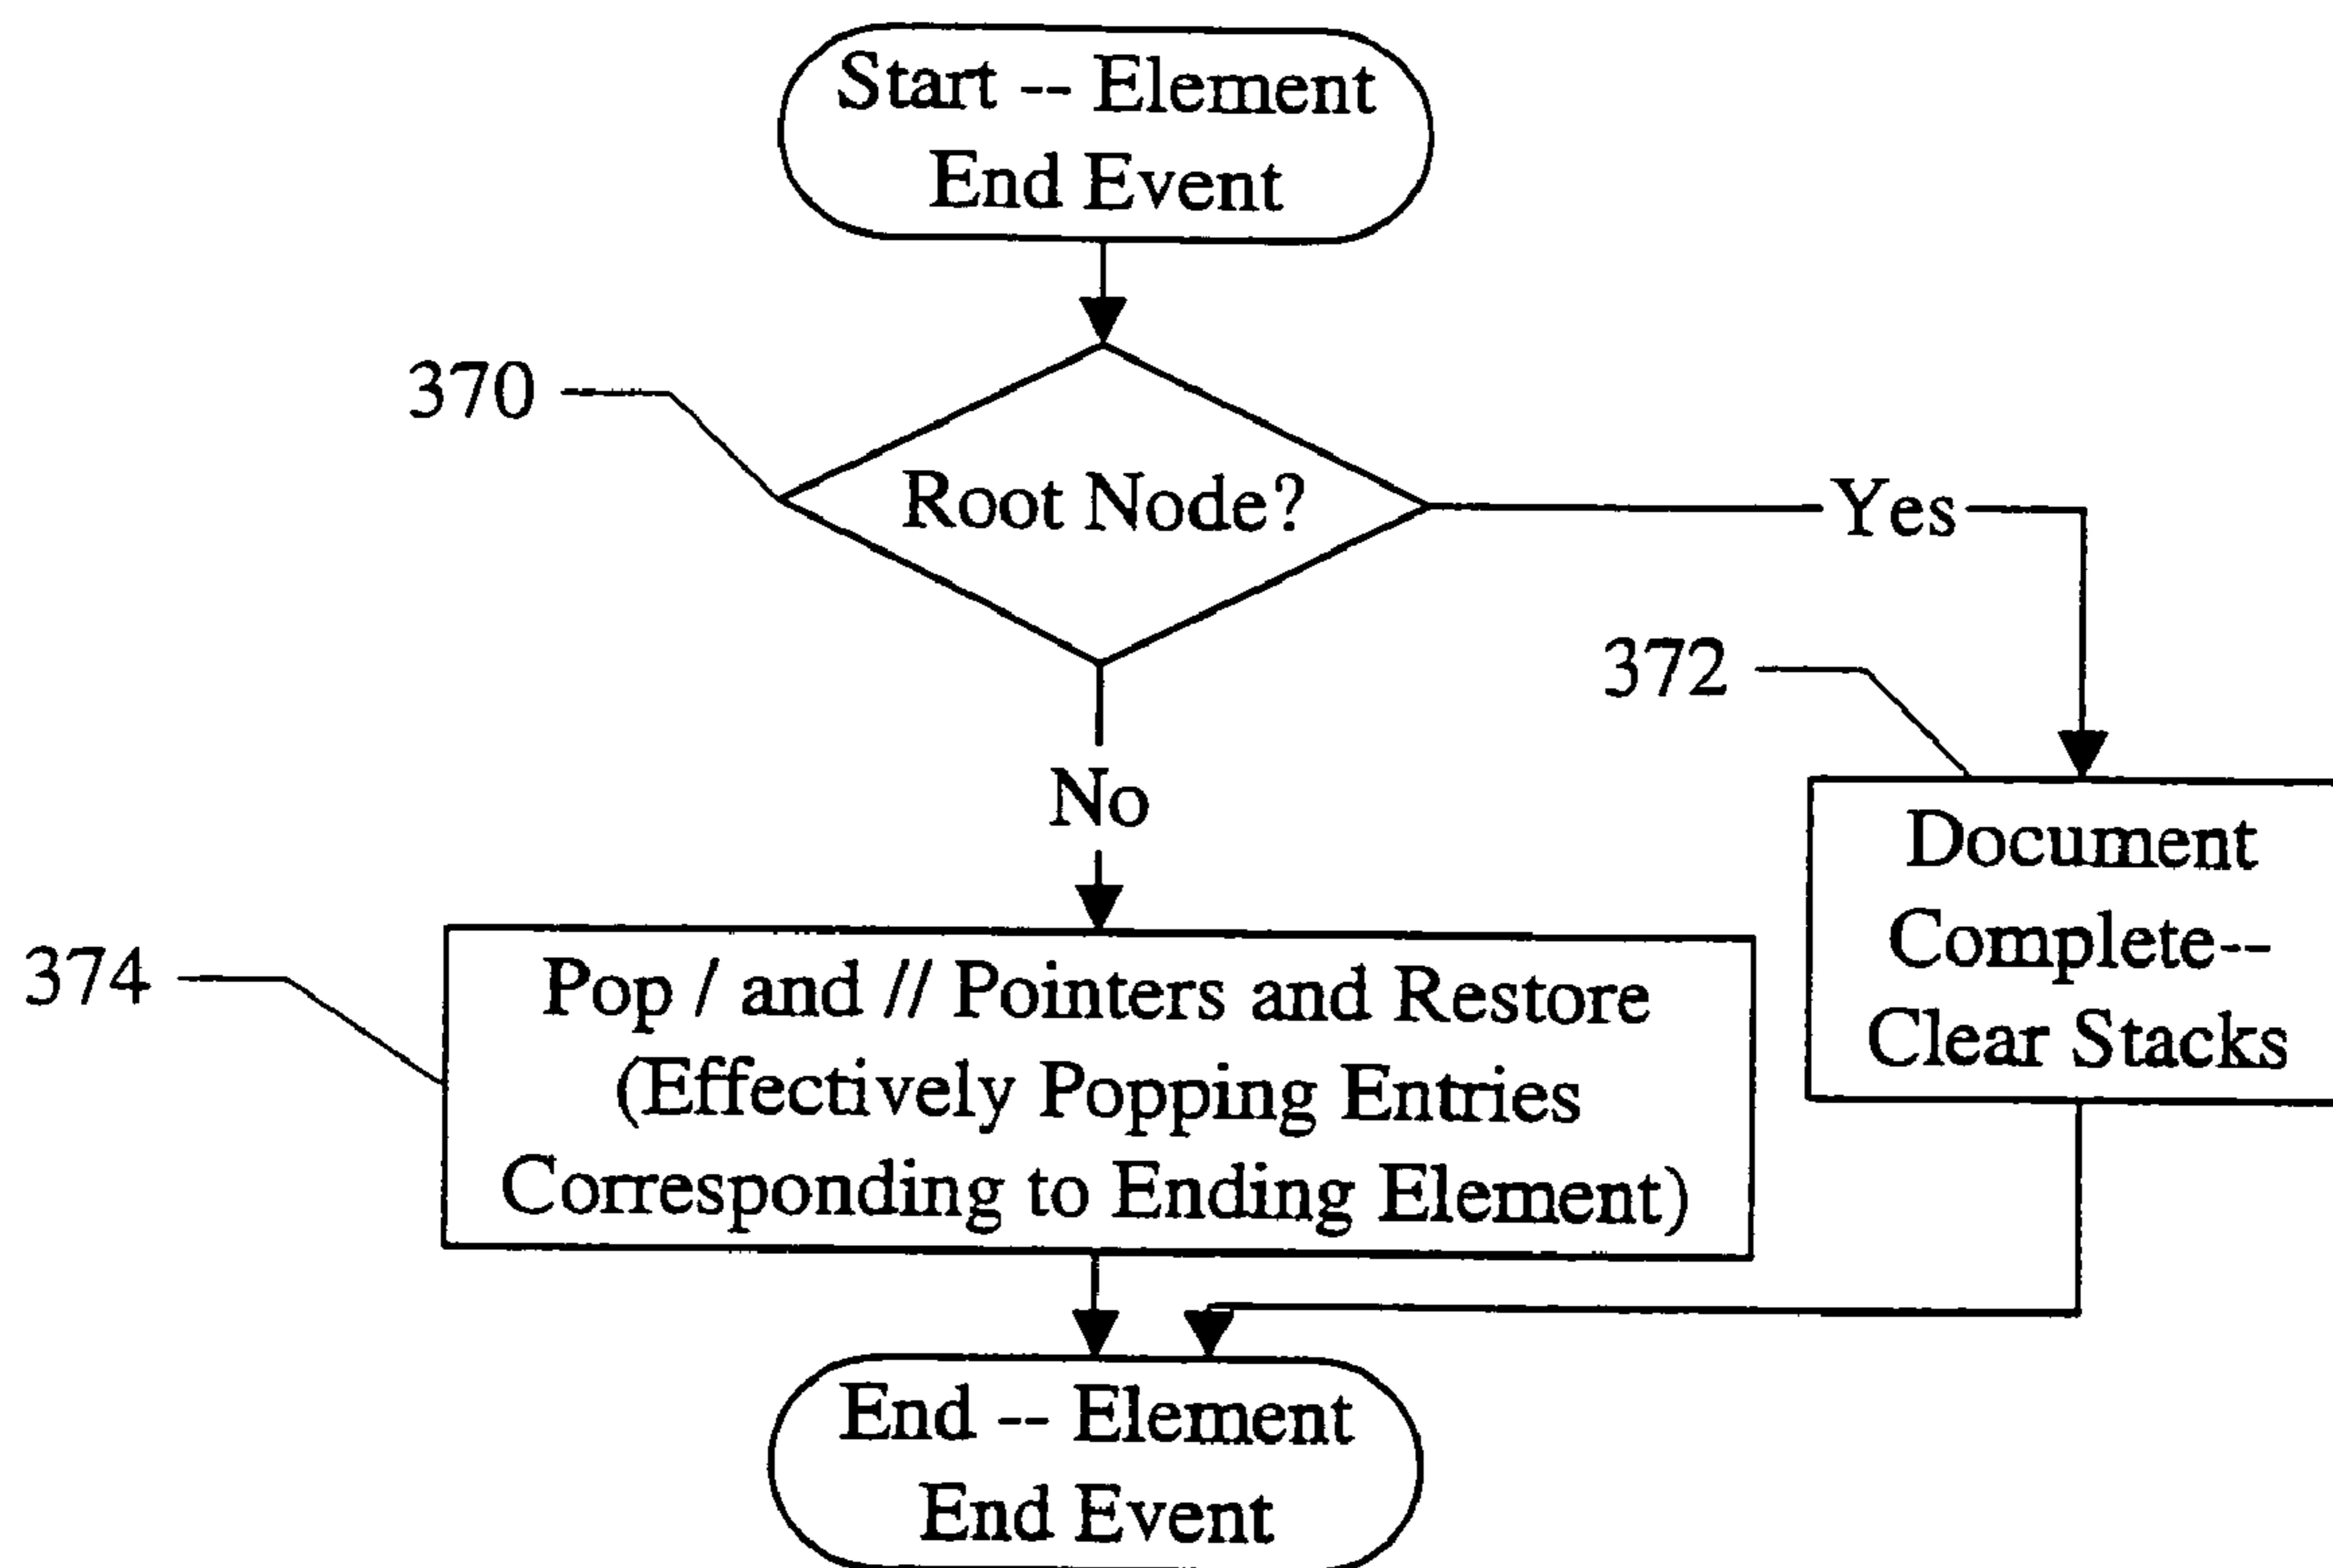 Start -- Element
End Event
370
Root Node?
Yes
372
No
Document
Complete--
Clear Stacks
374
Pop / and // Pointers and Restore
(Effectively Popping Entries
Corresponding to Ending Element)
End -- Element
End Event